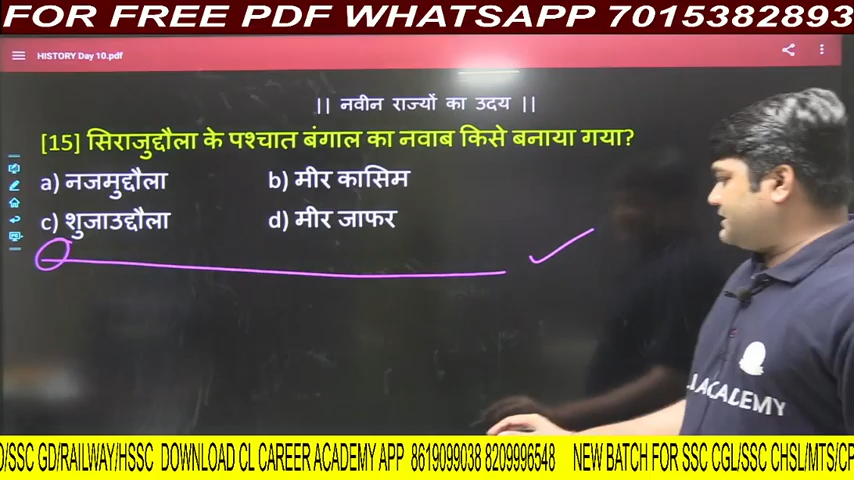 FOR FREE PDF WHATSAPP 7015382893
HISTORY Day 10.pdf
|| नवीन राज्यों का उदय ||
[15] सिराजुद्दौला के पश्चात बंगाल का नवाब किसे बनाया गया?
a) नजमुद्दौला b) मीर कासिम
c) शुजाउद्दौला d) मीर जाफर
ACADEMY
/SSC GD/RAILWAY/HSSC DOWNLOAD CL CAREER ACADEMY APP 8619099038 8209996548 NEW BATCH FOR SSC CGL/SSC CHSL/MTS/CP